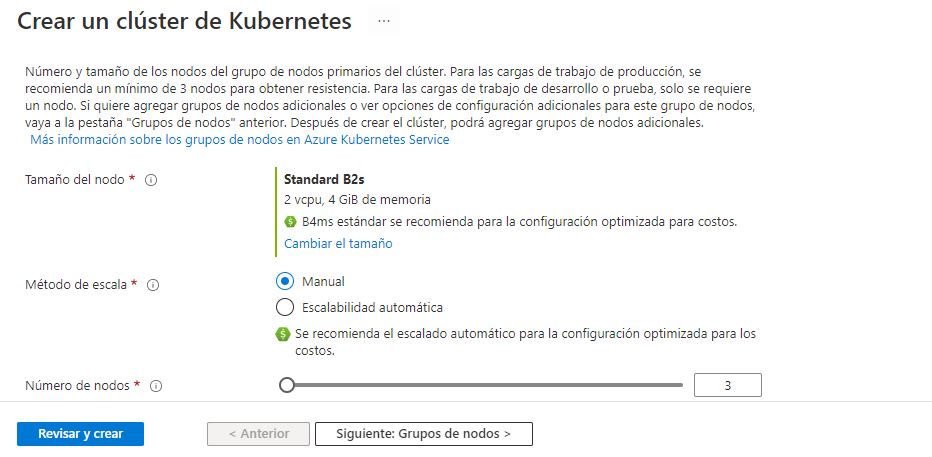 Crear un clúster de Kubernetes ...
Número y tamaño de los nodos del grupo de nodos primarios del clúster. Para las cargas de trabajo de producción, se
recomienda un mínimo de 3 nodos para obtener resistencia. Para las cargas de trabajo de desarrollo o prueba, solo se requiere
un nodo. Si quiere agregar grupos de nodos adicionales o ver opciones de configuración adicionales para este grupo de nodos,
vaya a la pestaña "Grupos de nodos" anterior. Después de crear el clúster, podrá agregar grupos de nodos adicionales.
Más información sobre los grupos de nodos en Azure Kubernetes Service
Tamaño del nodo *
Standard B2s
2 vcpu, 4 GiB de memoria
B4ms estándar se recomienda para la configuración optimizada para costos.
Cambiar el tamaño
Método de escala *
Manual
Escalabilidad automática
Se recomienda el escalado automático para la configuración optimizada para los
costos.
Número de nodos *
3
Revisar y crear
< Anterior
Siguiente: Grupos de nodos >